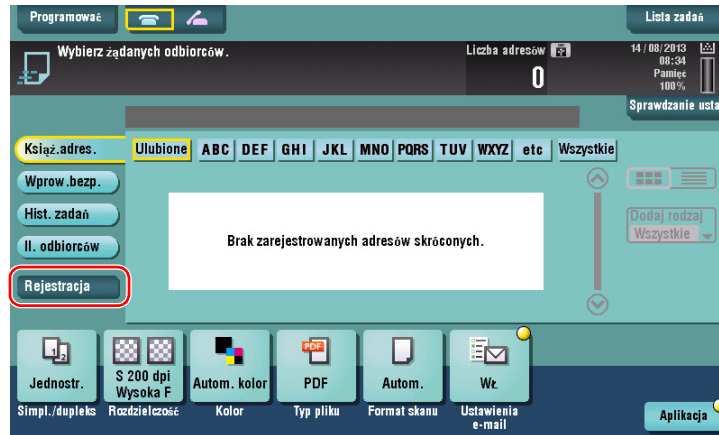 Programować
Lista zadań
Wybierz żądanych odbiorców.
Liczba adresów
0
14/08/2013
08:34
Pamięć
100%
Sprawdzanie usta
Książ.adres.
Ulubione ABC DEF GHI JKL MNO PQRS TUV WXYZ etc Wszystkie
Wprow.bezp.
Hist. zadań
Il. odbiorców
Rejestracja
Brak zarejestrowanych adresów skróconych.
Dodaj rodzaj
Wszystkie
1 2
Jednostr.
Simpl./dupleks
S 200 dpi
Wysoka F
Rozdzielczość
Autom. kolor
Kolor
PDF
PDF
Typ pliku
Autom.
Format skanu
Wł.
Ustawienia
e-mail
Aplikacja